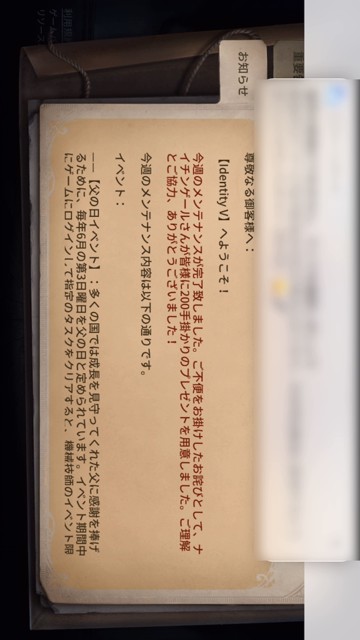 お知らせ
尊敬なる御客様へ：
【Identity V】へようこそ！
今週のメンテナンスが完了致しました。ご不便をお掛けしたお詫びとして、ナ
イチンゲールさんが皆様に200手掛かりのプレゼントを用意しました。ご理解
とご協力、ありがとうございました！
今週のメンテナンス内容は以下の通りです。
イベント：
——【父の日イベント】：多くの国では成長を見守ってくれた父に感謝を捧げ
るために、毎年6月の第3日曜日を父の日と定められています。イベント期間中
にゲームにログインして指定のタスクをクリアすると、機械技師のイベント限